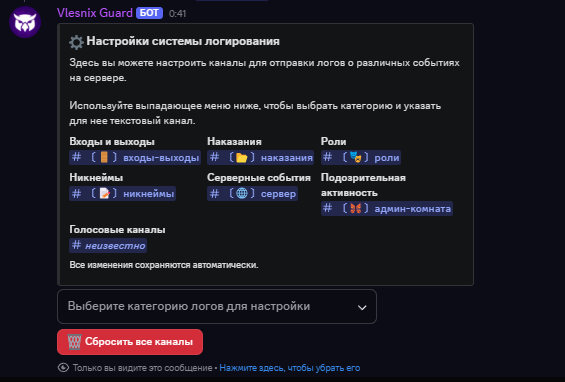 Vlesnix Guard БОТ 0:41
Настройки системы логирования
Здесь вы можете настроить каналы для отправки логов о различных событиях
на сервере.
Используйте выпадающее меню ниже, чтобы выбрать категорию и указать
для нее текстовый канал.
Входы и выходы Наказания Роли
# 〔🚪〕входы-выходы # 〔📂〕наказания # 〔🎭〕роли
Никнеймы Серверные события Подозрительная
активность
# 〔📝〕никнеймы # 〔🌐〕сервер
# 〔🦋〕админ-комната
Голосовые каналы
# неизвестно
Все изменения сохраняются автоматически.
Выберите категорию логов для настройки
🗑️ Сбросить все каналы
Только вы видите это сообщение • Нажмите здесь, чтобы убрать его